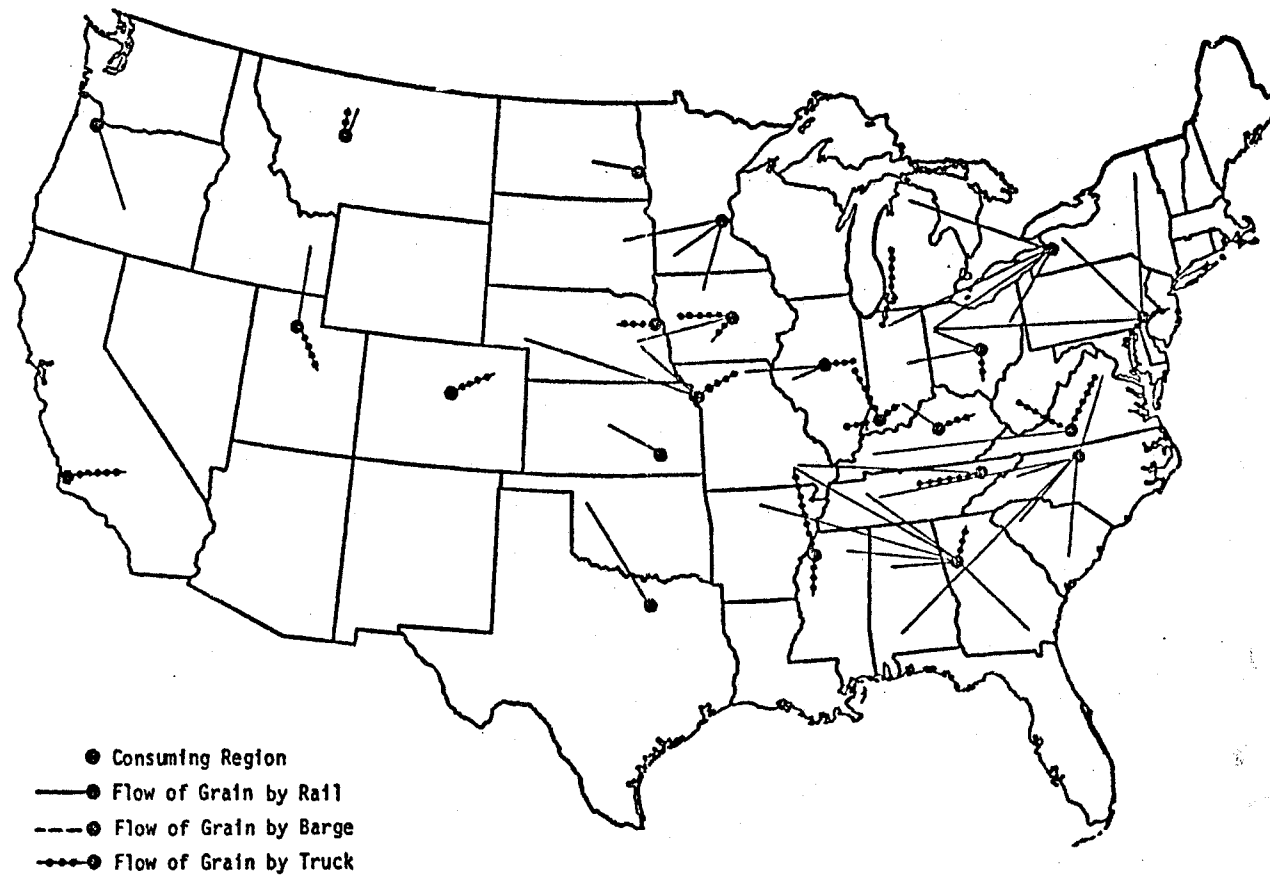 Consuming Region
Flow of Grain by Rail
Flow of Grain by Barge
Flow of Grain by Truck